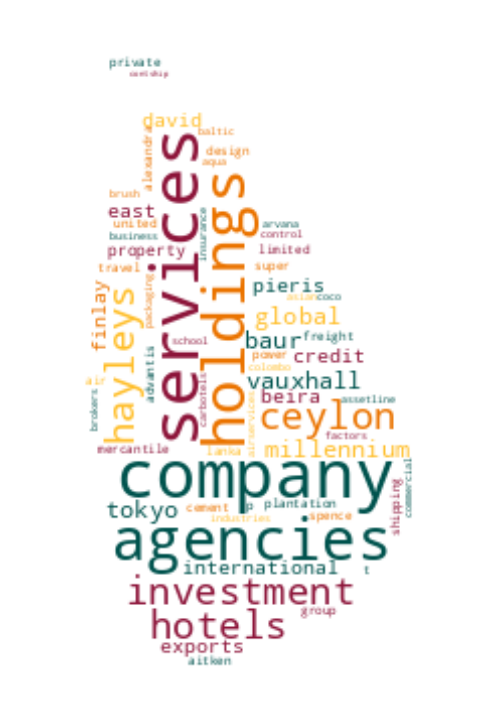 private
contship
david
baltic
alexandra
services
design
aqua
holdings
brush
east
united
business
insurance
arvana
control
property
limited
travel
super
packaging
pieris
asian
coco
finlay
hayleys
global
school
baur
freight
power
credit
advantis
colombo
air
vauxhall
carbotels
beira
assetline
brokers
airservices
ceylon
factors
mercantile
lanka
millennium
company
commercial
tokyo
cement
p
plantation
shipping
industries
spence
agencies
international
t
investment
group
hotels
exports
aitken